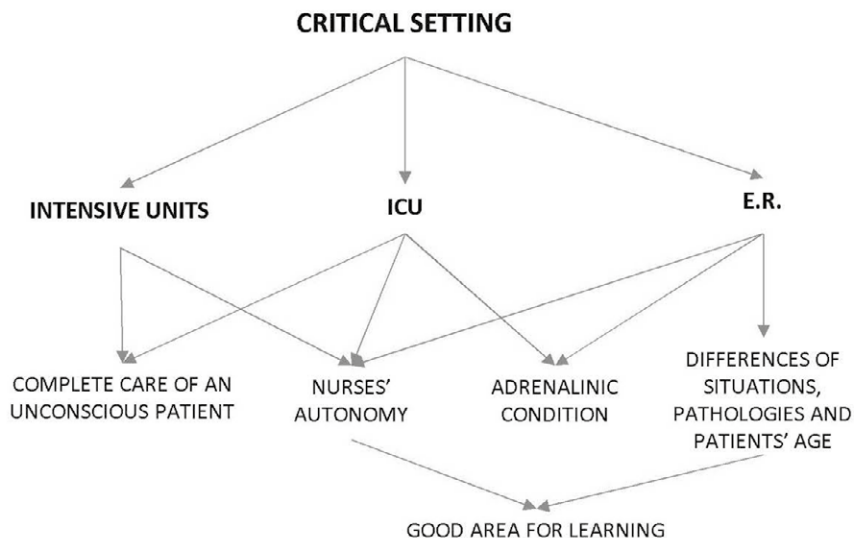 CRITICAL SETTING
INTENSIVE UNITS
ICU
E.R.
COMPLETE CARE OF AN
UNCONSCIOUS PATIENT
NURSES’
AUTONOMY
ADRENALINIC
CONDITION
DIFFERENCES OF
SITUATIONS,
PATHOLOGIES AND
PATIENTS’ AGE
GOOD AREA FOR LEARNING